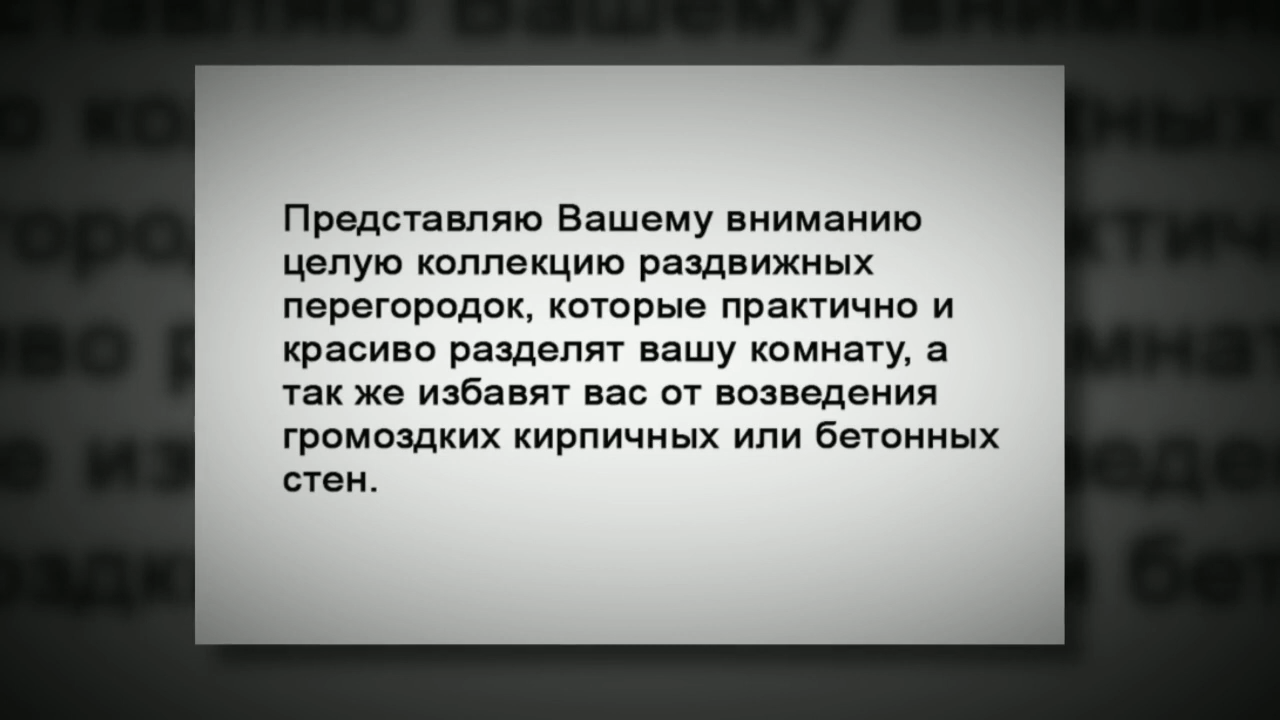 Представляю Вашему вниманию
целую коллекцию раздвижных
перегородок, которые практично и
красиво разделят вашу комнату, а
так же избавят вас от возведения
громоздких кирпичных или бетонных
стен.